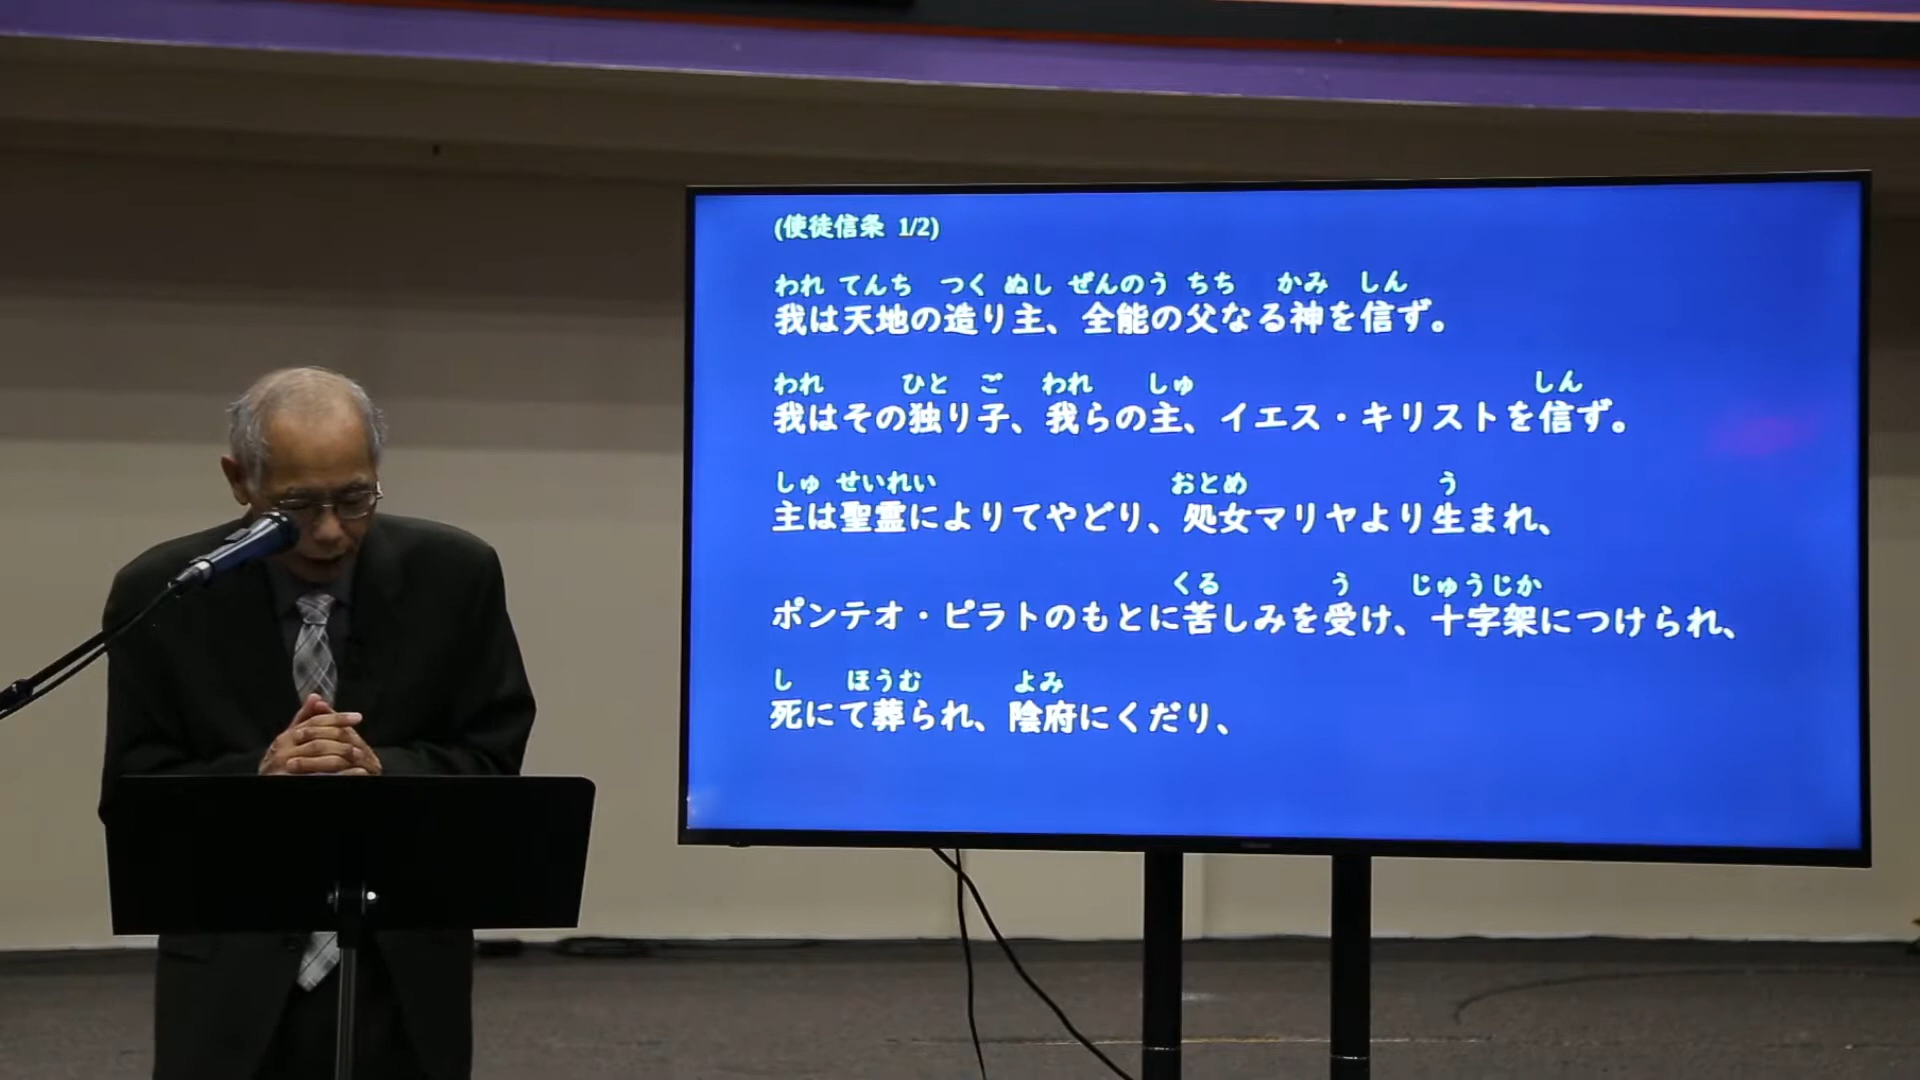 (使徒信条 1/2)
われ てんち つく ぬし ぜんのう ちち かみ しん
我は天地の造り主、全能の父なる神を信ず。
われ ひと ご われ しゅ しん
我はその独り子、我らの主、イエス・キリストを信ず。
しゅ せいれい おとめ う
主は聖霊によりてやどり、処女マリヤより生まれ、
くる う じゅうじか
ポンテオ・ピラトのもとに苦しみを受け、十字架につけられ、
し ほうむ よみ
死にて葬られ、陰府にくだり、